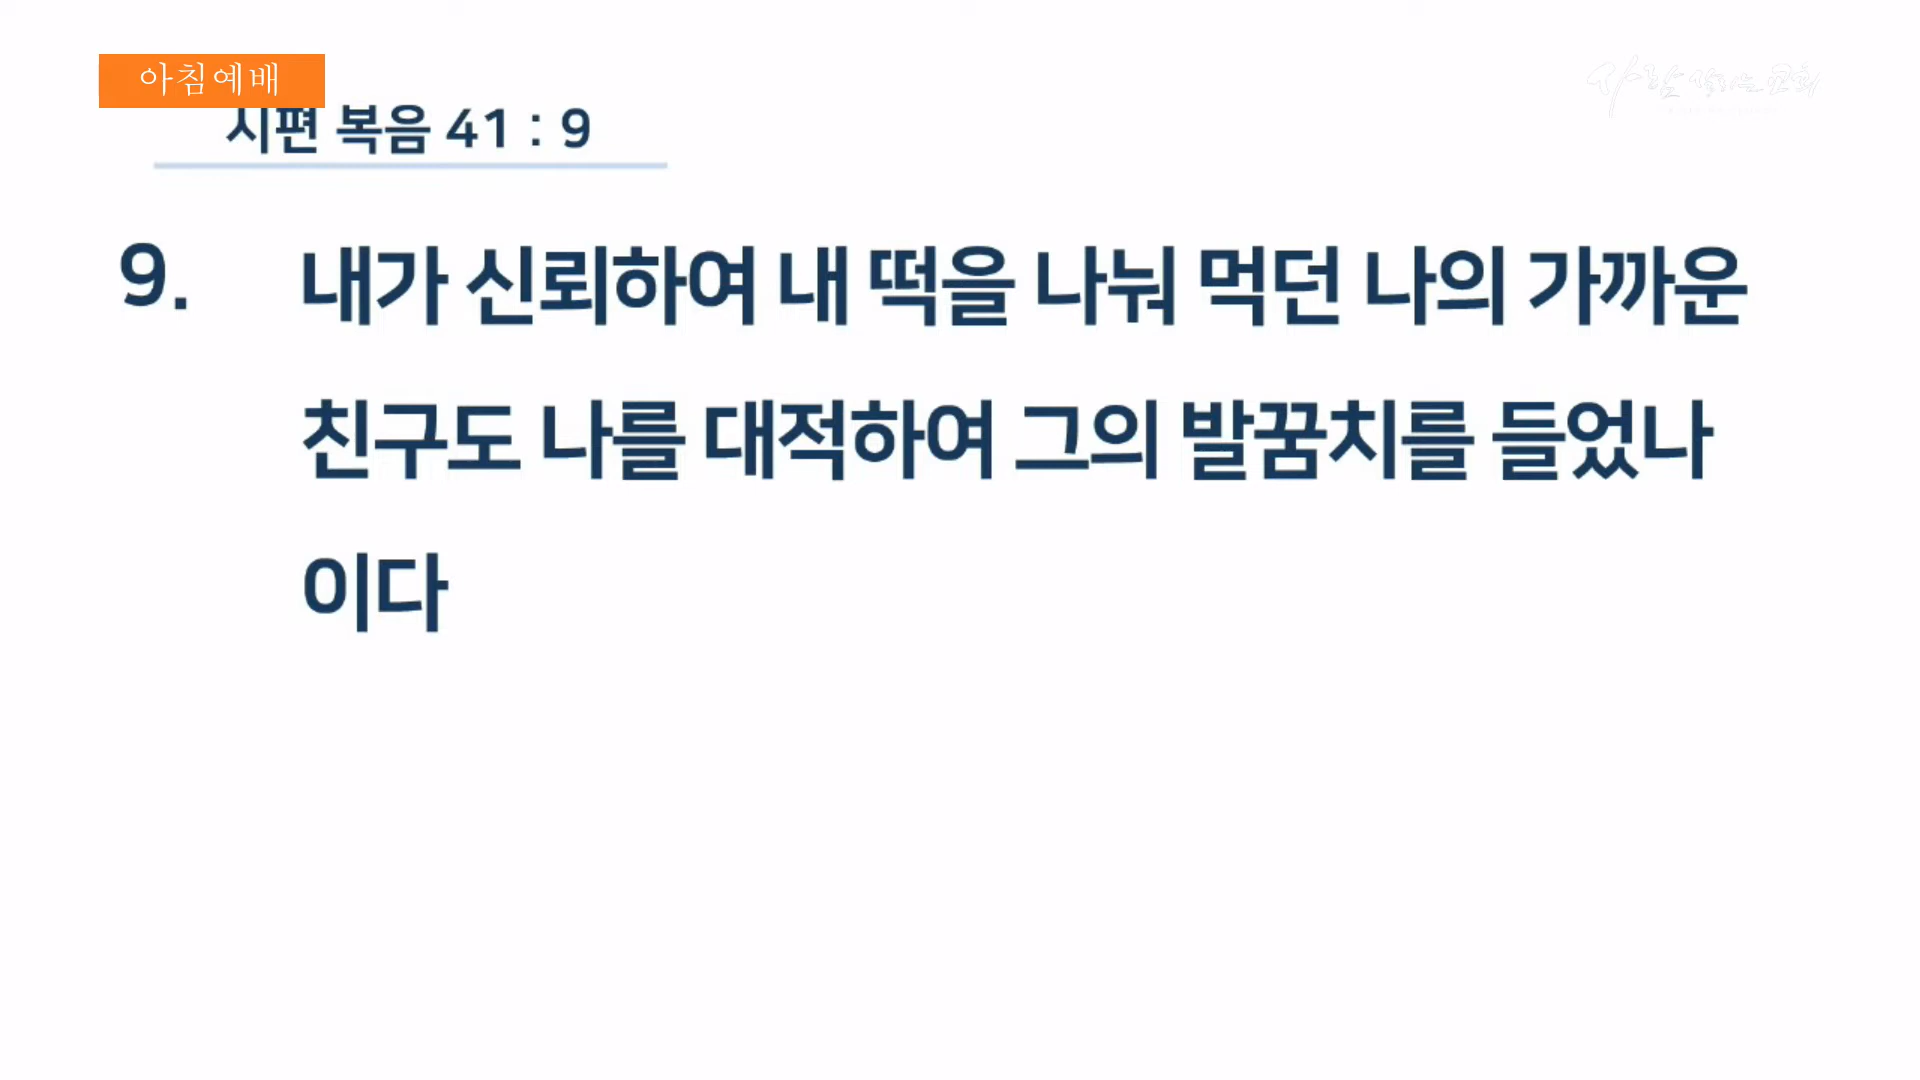 아침예배
시편 복음 41 : 9
9. 내가 신뢰하여 내 떡을 나눠 먹던 나의 가까운
친구도 나를 대적하여 그의 발꿈치를 들었나
이다